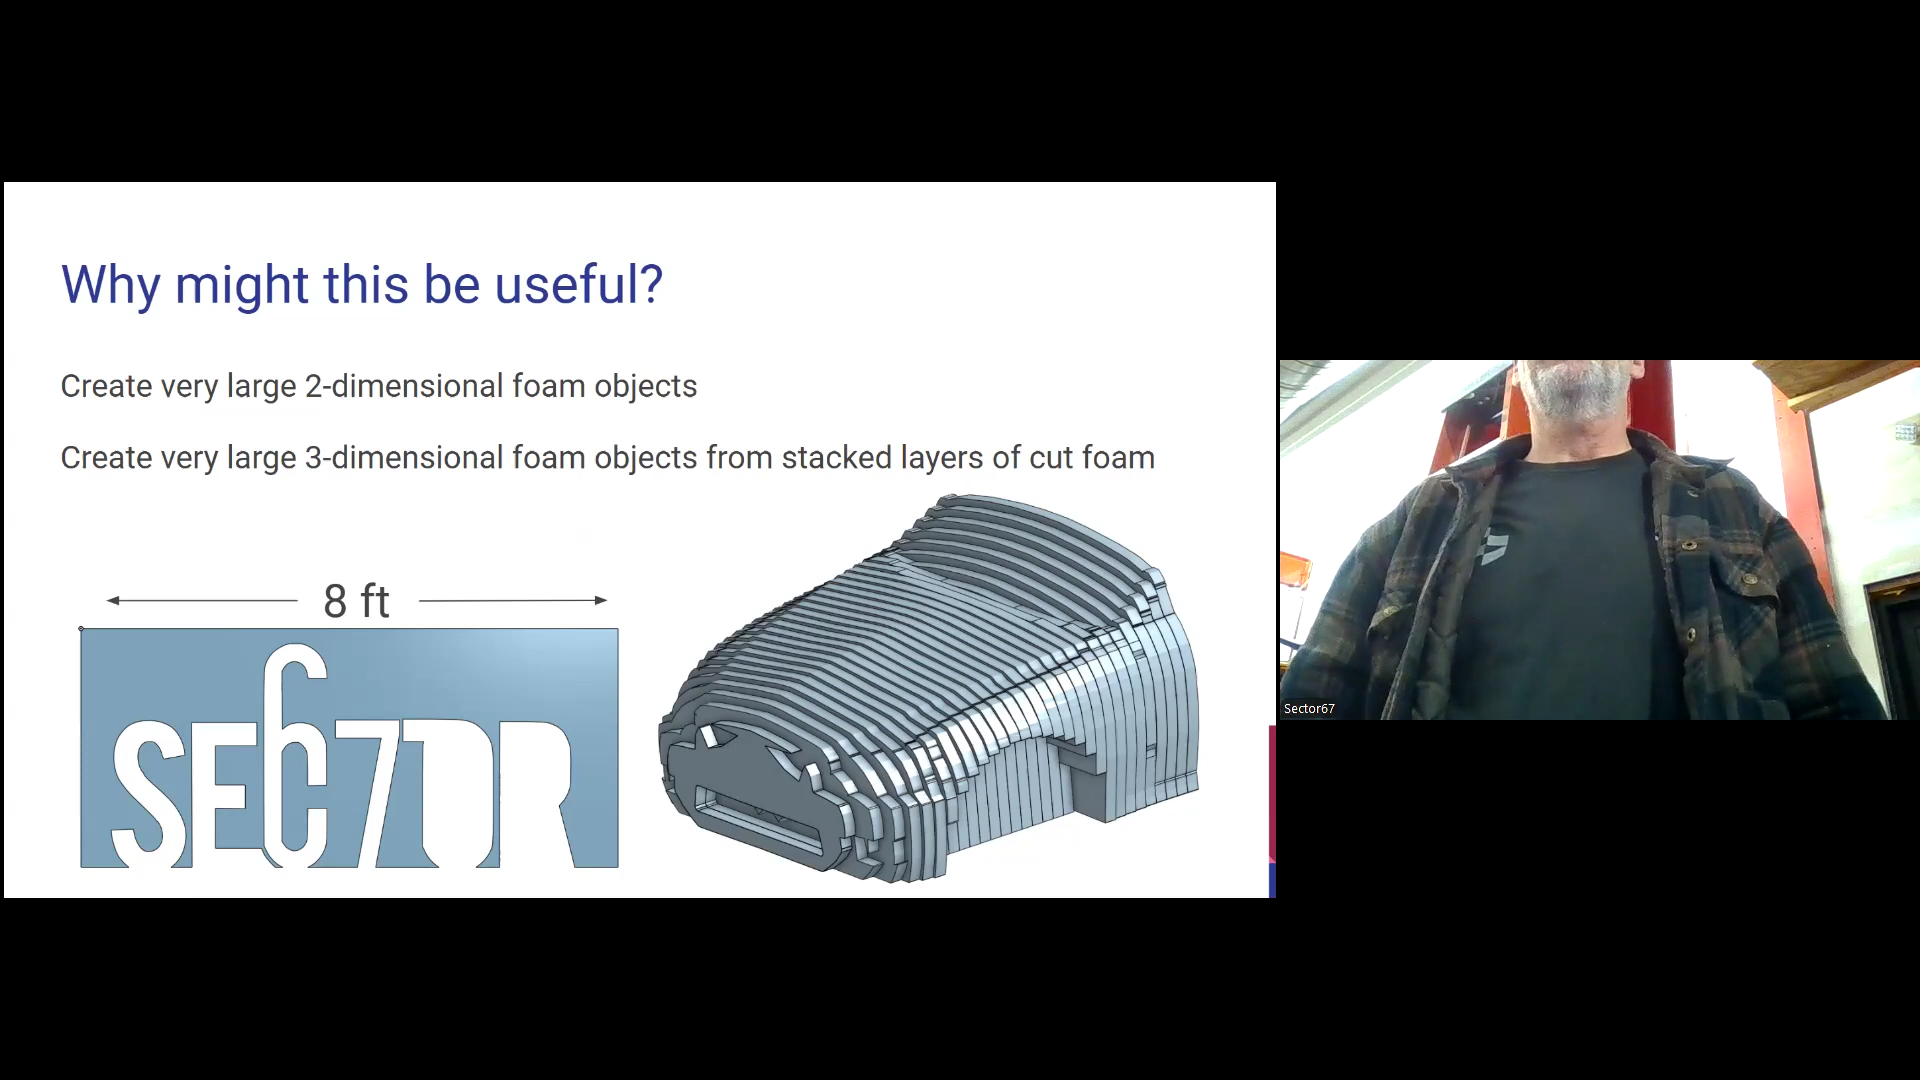 Why might this be useful?
Create very large 2-dimensional foam objects
Create very large 3-dimensional foam objects from stacked layers of cut foam
8 ft
SEC67TOR
Sector67